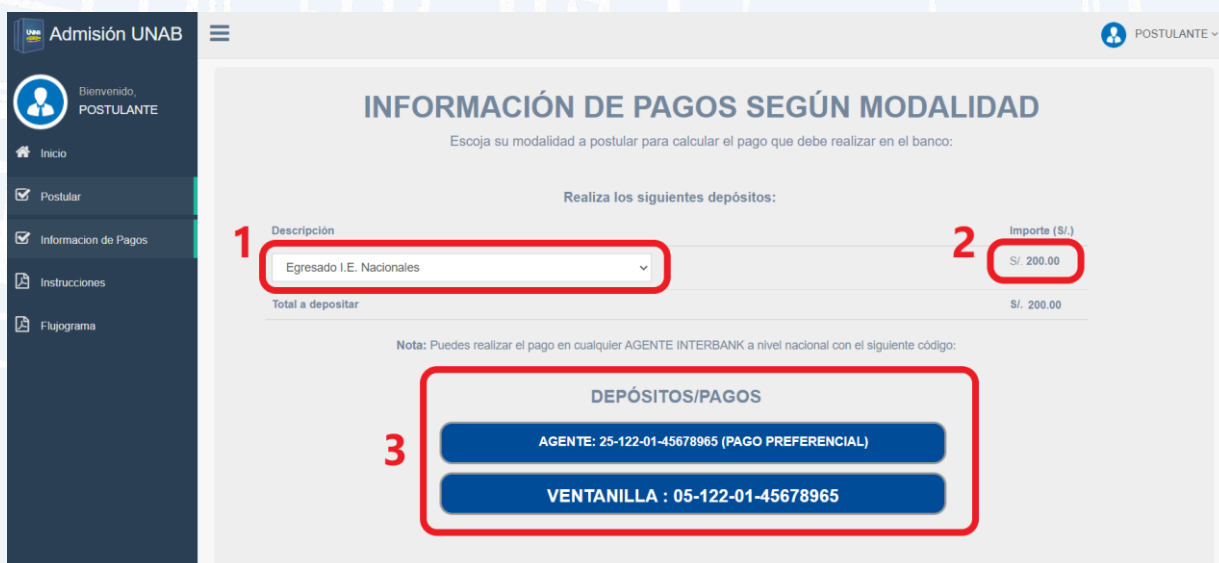 UNAB
Admisión UNAB
POSTULANTE
Bienvenido,
POSTULANTE
Inicio
Postular
Informacion de Pagos
Instrucciones
Flujograma
INFORMACIÓN DE PAGOS SEGÚN MODALIDAD
Escoja su modalidad a postular para calcular el pago que debe realizar en el banco:
Realiza los siguientes depósitos:
1
Descripción
2
Importe (S/.)
Egresado I.E. Nacionales
S/. 200.00
Total a depositar
S/. 200.00
Nota: Puedes realizar el pago en cualquier AGENTE INTERBANK a nivel nacional con el siguiente código:
3
DEPÓSITOS/PAGOS
AGENTE: 25-122-01-45678965 (PAGO PREFERENCIAL)
VENTANILLA : 05-122-01-45678965